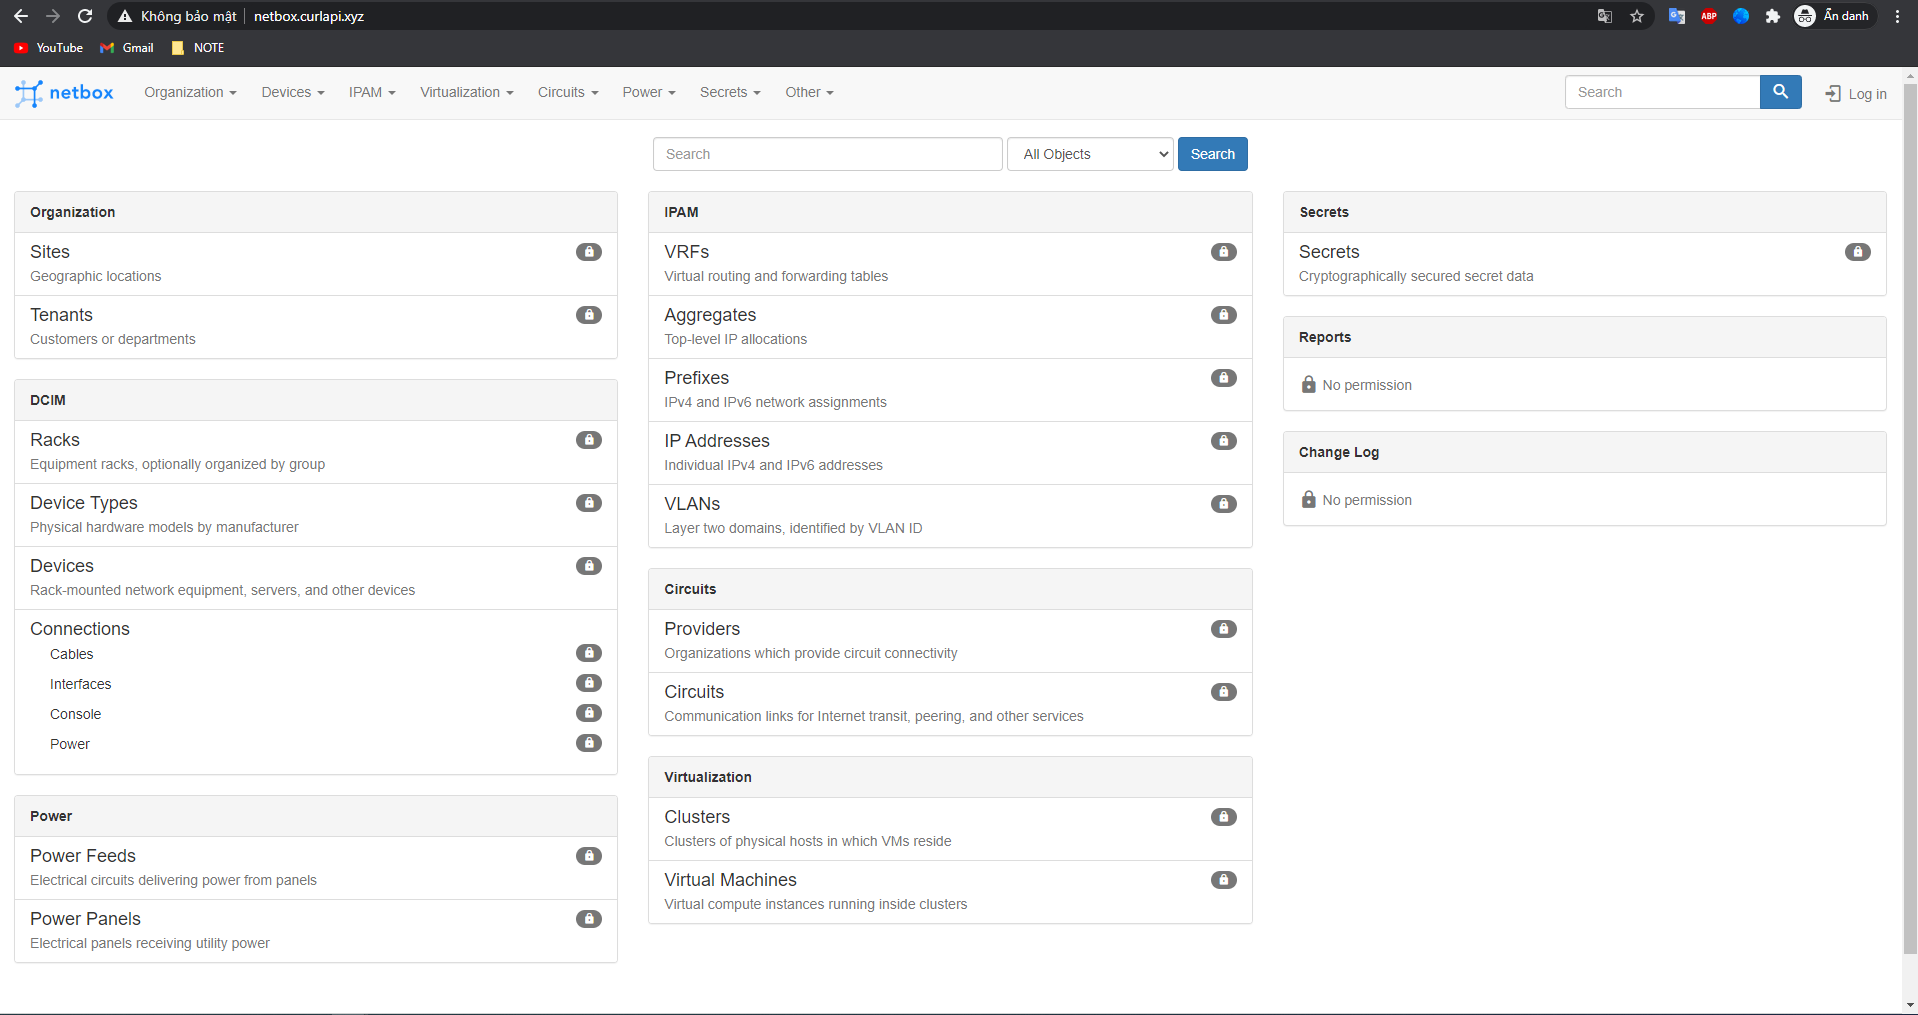 Không bảo mật netbox.curlapi.xyz ABP Ẩn danh
YouTube Gmail NOTE
netbox Organization Devices IPAM Virtualization Circuits Power Secrets Other Search Log in
Search All Objects Search
Organization
Sites
Geographic locations
Tenants
Customers or departments
DCIM
Racks
Equipment racks, optionally organized by group
Device Types
Physical hardware models by manufacturer
Devices
Rack-mounted network equipment, servers, and other devices
Connections
Cables
Interfaces
Console
Power
Power
Power Feeds
Electrical circuits delivering power from panels
Power Panels
Electrical panels receiving utility power
IPAM
VRFs
Virtual routing and forwarding tables
Aggregates
Top-level IP allocations
Prefixes
IPv4 and IPv6 network assignments
IP Addresses
Individual IPv4 and IPv6 addresses
VLANs
Layer two domains, identified by VLAN ID
Circuits
Providers
Organizations which provide circuit connectivity
Circuits
Communication links for Internet transit, peering, and other services
Virtualization
Clusters
Clusters of physical hosts in which VMs reside
Virtual Machines
Virtual compute instances running inside clusters
Secrets
Secrets
Cryptographically secured secret data
Reports
No permission
Change Log
No permission